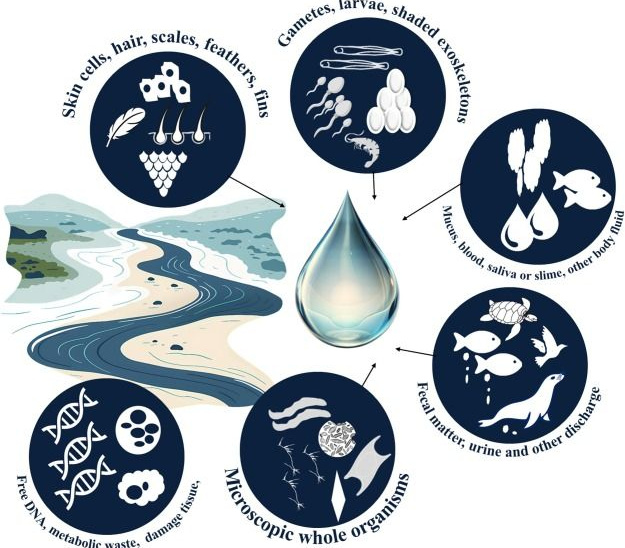 Skin cells, hair, scales, feathers, fins
Gametes, larvae, shaded exoskeletons
Mucus, blood, saliva or slime, other body fluid
Fecal matter, urine and other discharge
Microscopic whole organisms
Free DNA, metabolic waste, damage tissue,